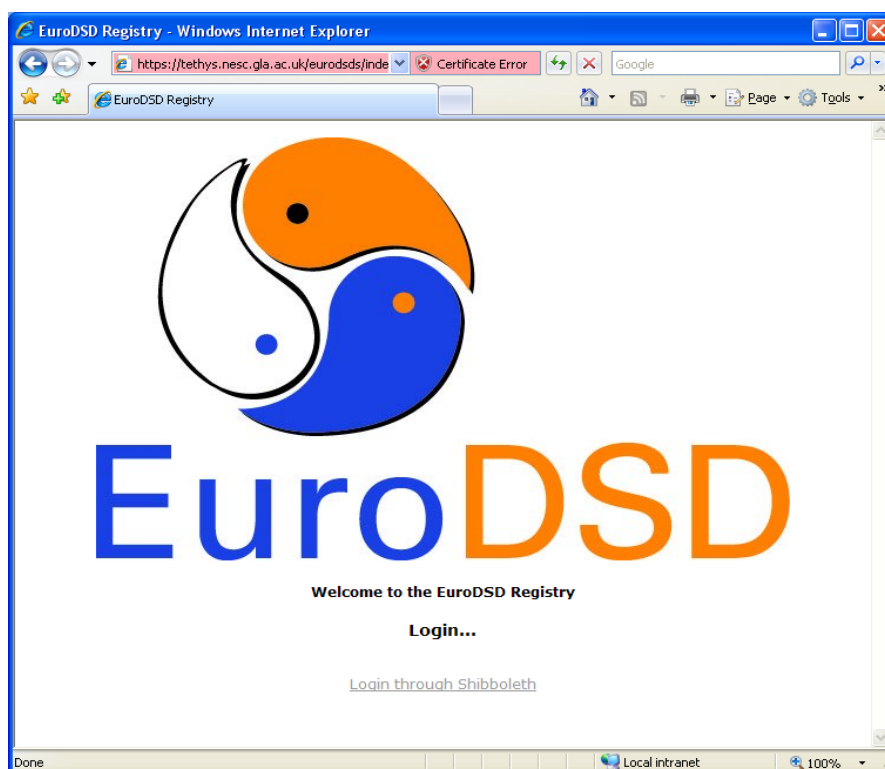 EuroDSD Registry - Windows Internet Explorer
https://tethys.nesc.gla.ac.uk/eurodsds/inde Certificate Error Google
EuroDSD Registry Page Tools »
EuroDSD
Welcome to the EuroDSD Registry
Login...
Login through Shibboleth
Done Local intranet 100%